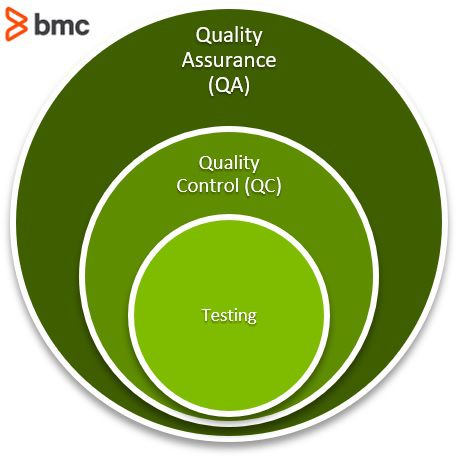 bmc
Quality
Assurance
(QA)
Quality
Control (QC)
Testing